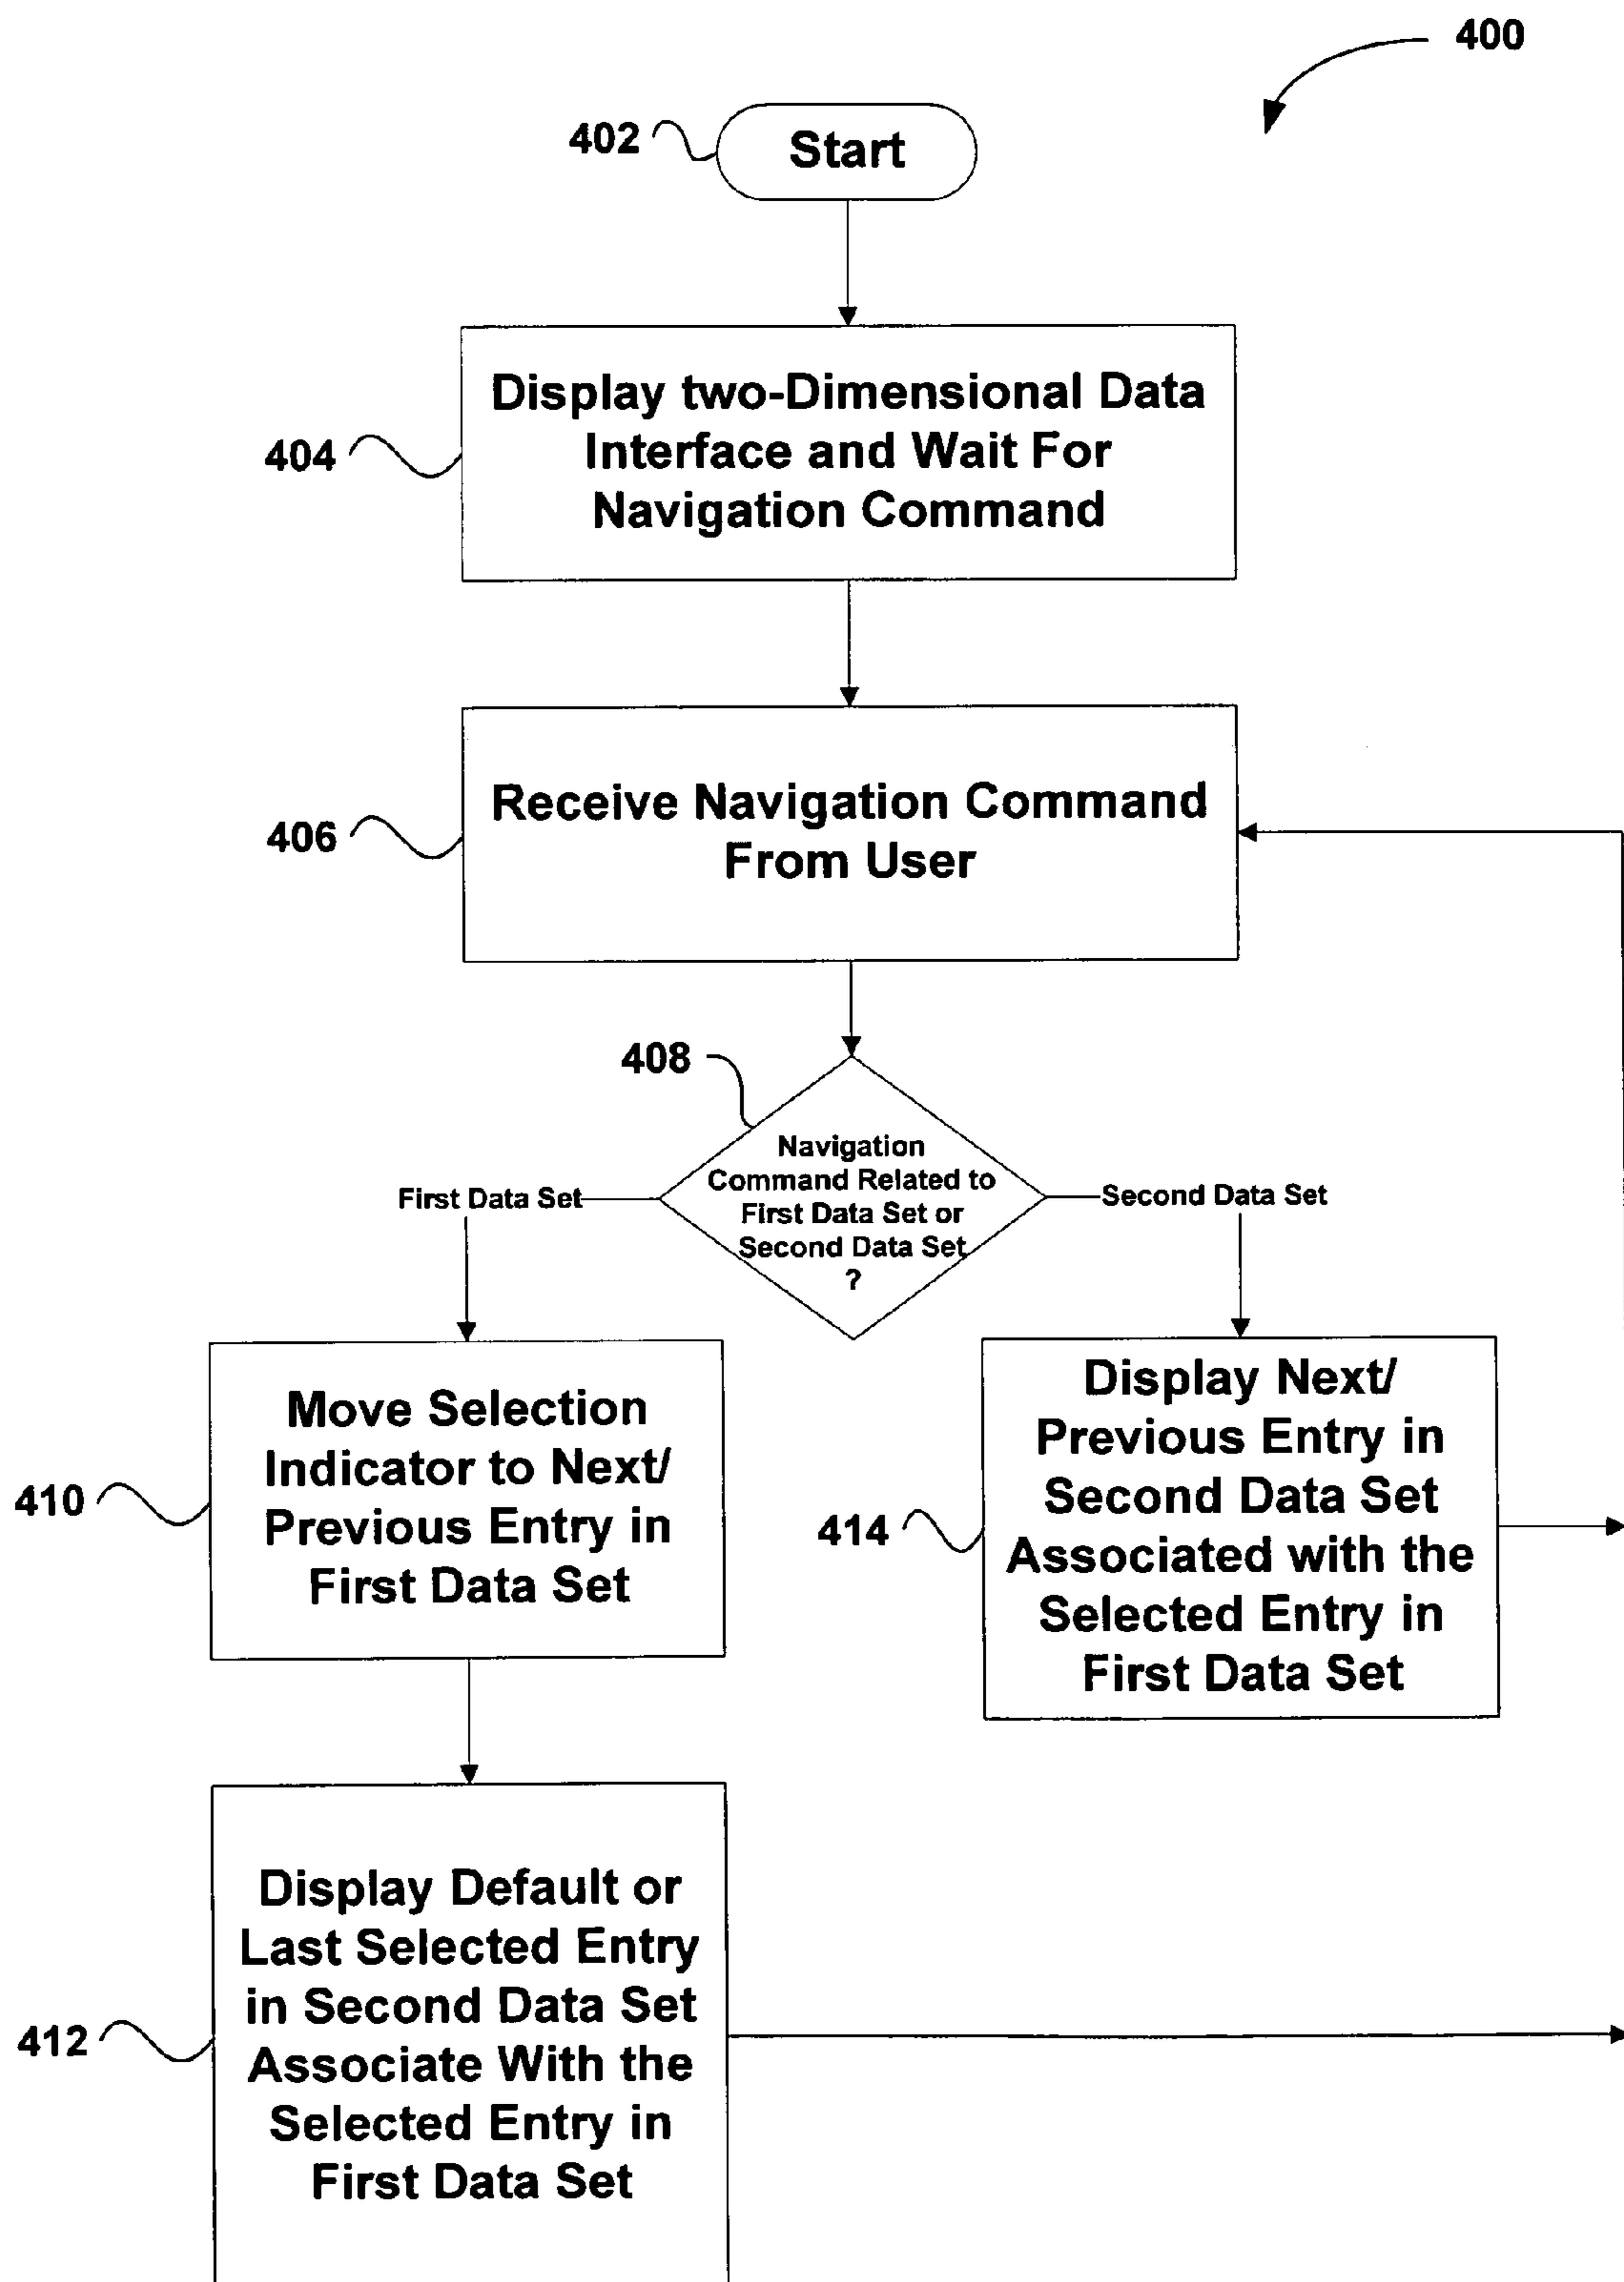 400
402
Start
404
Display two-Dimensional Data
Interface and Wait For
Navigation Command
406
Receive Navigation Command
From User
408
Navigation
Command Related to
First Data Set or
Second Data Set
?
First Data Set
Second Data Set
410
Move Selection
Indicator to Next/
Previous Entry in
First Data Set
414
Display Next/
Previous Entry in
Second Data Set
Associated with the
Selected Entry in
First Data Set
412
Display Default or
Last Selected Entry
in Second Data Set
Associate With the
Selected Entry in
First Data Set